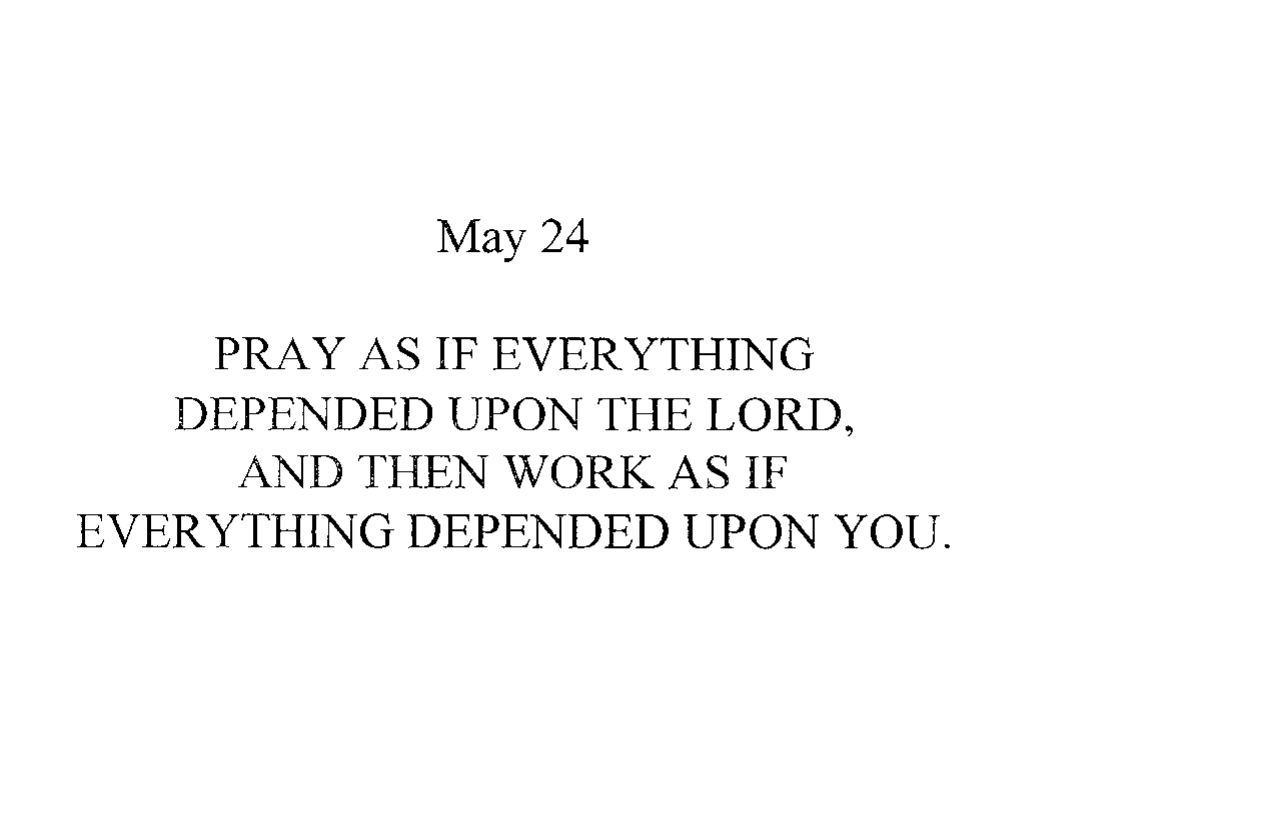 May 24
PRAY AS IF EVERYTHING
DEPENDED UPON THE LORD,
AND THEN WORK AS IF
EVERYTHING DEPENDED UPON YOU.